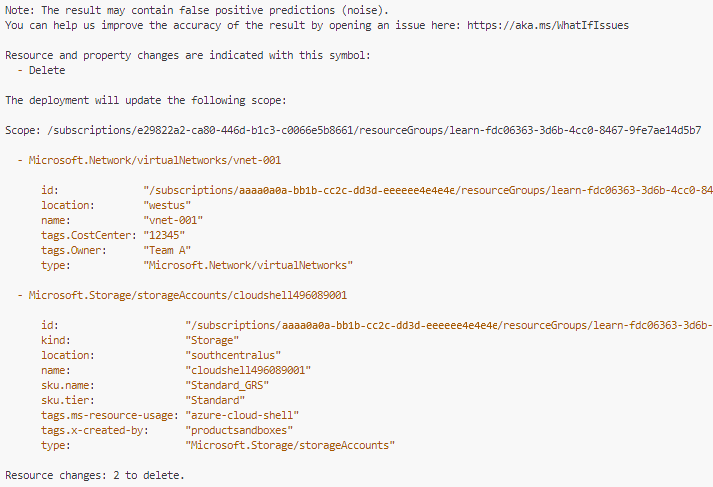 Note: The result may contain false positive predictions (noise).
You can help us improve the accuracy of the result by opening an issue here: https://aka.ms/WhatIfIssues
Resource and property changes are indicated with this symbol:
- Delete
The deployment will update the following scope:
Scope: /subscriptions/e29822a2-ca80-446d-b1c3-c0066e5b8661/resourceGroups/learn-fdc06363-3d6b-4cc0-8467-9fe7ae14d5b7
- Microsoft.Network/virtualNetworks/vnet-001
id: "/subscriptions/aaaa0a0a-bb1b-cc2c-dd3d-eeeeee4e4e4e/resourceGroups/learn-fdc06363-3d6b-4cc0-84
location: "westus"
name: "vnet-001"
tags.CostCenter: "12345"
tags.Owner: "Team A"
type: "Microsoft.Network/virtualNetworks"
- Microsoft.Storage/storageAccounts/cloudshell496089001
id: "/subscriptions/aaaa0a0a-bb1b-cc2c-dd3d-eeeeee4e4e4e/resourceGroups/learn-fdc06363-3d6b-
kind: "Storage"
location: "southcentralus"
name: "cloudshell496089001"
sku.name: "Standard_GRS"
sku.tier: "Standard"
tags.ms-resource-usage: "azure-cloud-shell"
tags.x-created-by: "productsandboxes"
type: "Microsoft.Storage/storageAccounts"
Resource changes: 2 to delete.